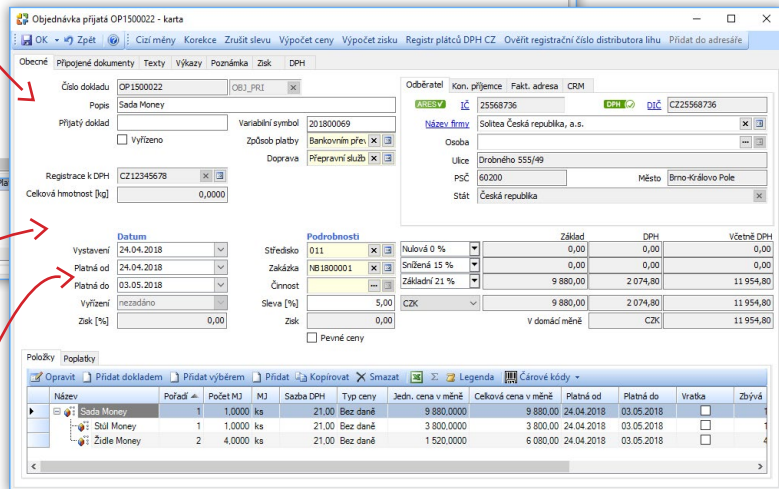 Objednávka přijatá OP1500022 - karta
OK Zpět Cizí měny Korekce Zrušit slevu Výpočet ceny Výpočet zisku Registr plátců DPH CZ Ověřit registrační číslo distributora lihu Přidat do adresáře
Obecné Připojené dokumenty Texty Výkazy Poznámka Zisk DPH
Číslo dokladu OP1500022 OBJ_PRI
Popis Sada Money
Přijatý doklad Variabilní symbol 201800069
Vyřízeno Způsob platby Bankovním přev
Doprava Přepravní služb
Registrace k DPH CZ12345678
Celková hmotnost [kg] 0,0000
Odběratel Kon. příjemce Fakt. adresa CRM
ARES IČ 25568736 DPH DIČ CZ25568736
Název firmy Solitea Česká republika, a.s.
Osoba
Ulice Drobného 555/49
PSČ 60200 Město Brno-Královo Pole
Stát Česká republika
Datum Podrobnosti
Vystavení 24.04.2018 Středisko 011
Platná od 24.04.2018 Zakázka NB1800001
Platná do 03.05.2018 Činnost
Vyřízení nezadáno Sleva [%] 5,00
Zisk [%] 0,00 Zisk 0,00
Pevné ceny
Základ DPH Včetně DPH
Nulová 0 % 0,00 0,00 0,00
Snížená 15 % 0,00 0,00 0,00
Základní 21 % 9 880,00 2 074,80 11 954,80
CZK 9 880,00 2 074,80 11 954,80
V domácí měně CZK 11 954,80
Položky Poplatky
Opravit Přidat dokladem Přidat výběrem Přidat Kopírovat Smazat Σ Legenda Čárové kódy
Název Pořadí Počet MJ MJ Sazba DPH Typ ceny Jedn. cena v měně Celková cena v měně Platná od Platná do Vratka Zbývá
Sada Money 1 1,0000 ks 21,00 Bez daně 9 880,0000 9 880,00 24.04.2018 03.05.2018 1
Stůl Money 1 1,0000 ks 21,00 Bez daně 3 800,0000 3 800,00 24.04.2018 03.05.2018 1
Židle Money 2 4,0000 ks 21,00 Bez daně 1 520,0000 6 080,00 24.04.2018 03.05.2018 4